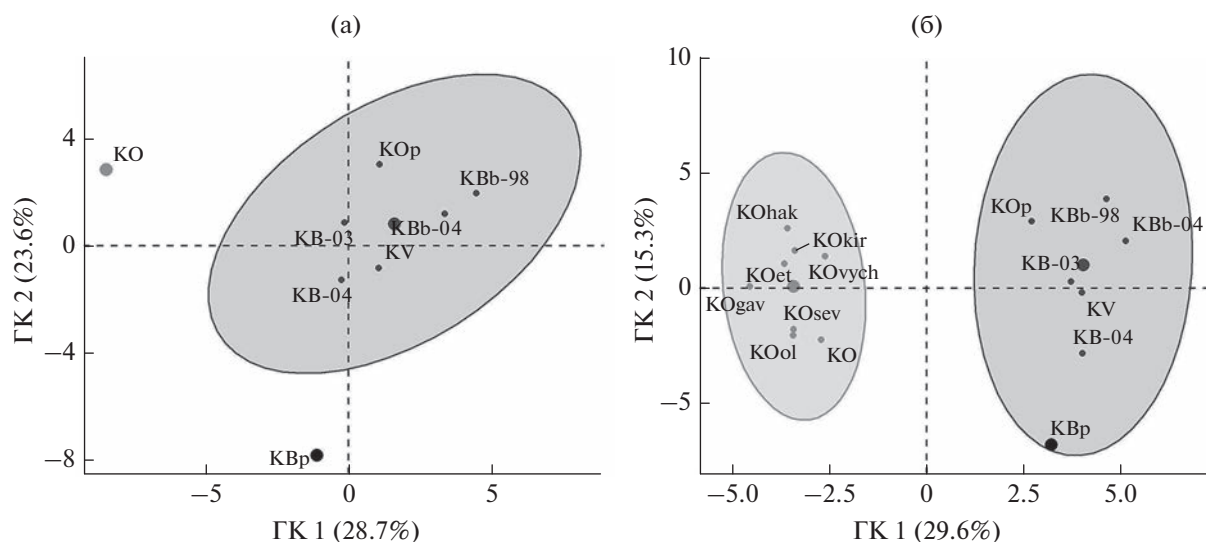 (а)
ГК 2 (23.6%)
4
0
−4
−8
KO
KOp
KBb-98
KBb-04
KB-03
KV
KB-04
KBp
−5
0
5
ГК 1 (28.7%)
(б)
ГК 2 (15.3%)
10
5
0
−5
KOhak
KOkir
KOet
KOvych
KOgav
KOsev
KOol
KO
KOp
KBb-98
KBb-04
KB-03
KV
KB-04
KBp
−5.0
−2.5
0
2.5
5.0
ГК 1 (29.6%)